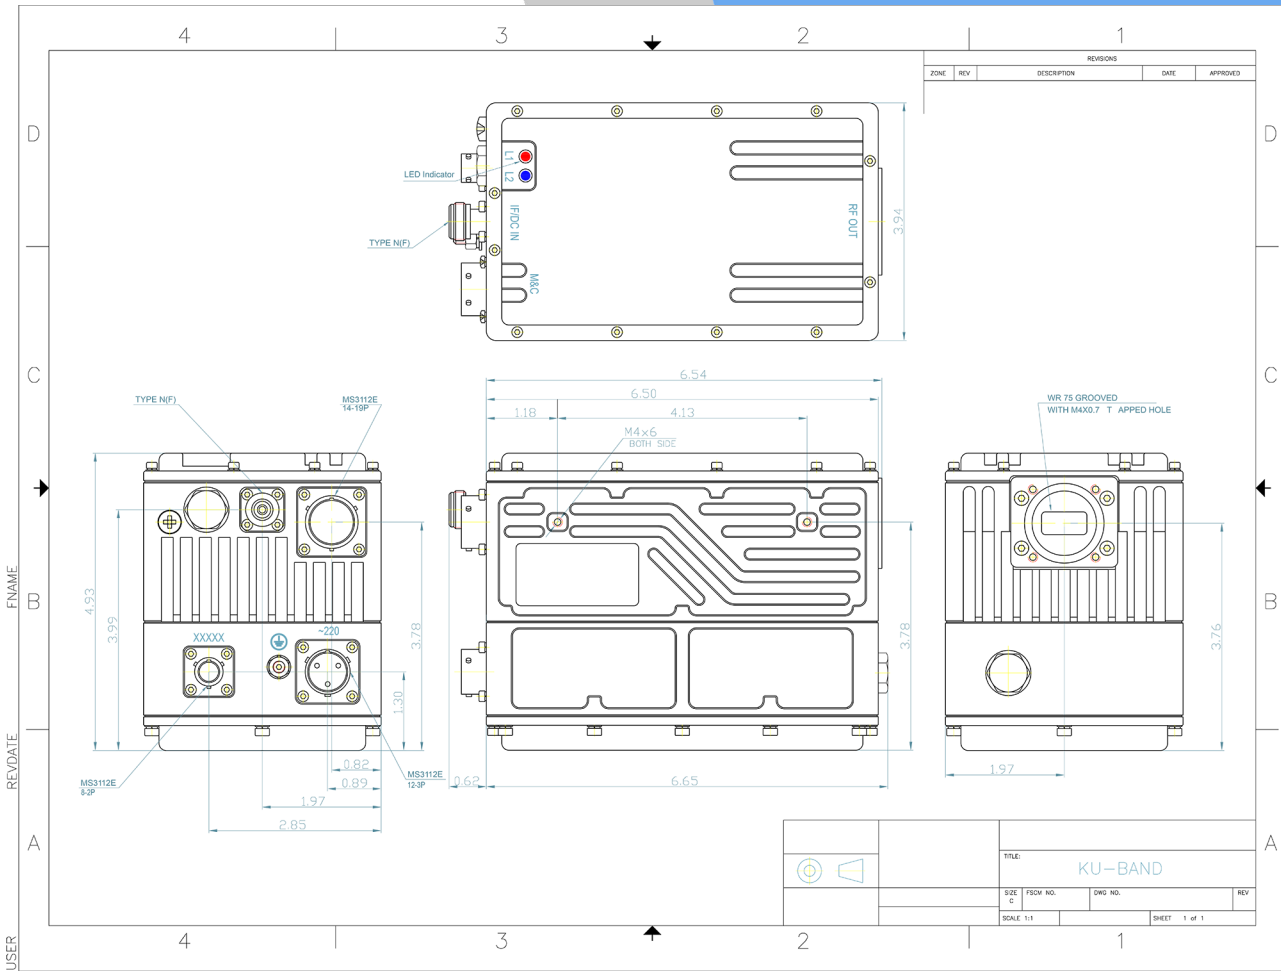 4 3 2 1
REVISIONS
ZONE REV DESCRIPTION DATE APPROVED
D D
L1
L2
LED Indicator
IF/DC IN
RF OUT
3.94
TYPE N(F)
M&C
C C
6.54
6.50
1.18 4.13
M4×6
BOTH SIDE
TYPE N(F)
MS3112E
14-19P
WR 75 GROOVED
WITH M4X0.7 T APPED HOLE
FNAME
B B
4.93
3.99
3.78
1.30
XXXXX
~220
3.78
3.76
REVDATE
MS3112E
8-2P
0.82
0.89
1.97
2.85
MS3112E
12-3P
0.62 6.65
1.97
A A
TITLE:
KU-BAND
SIZE FSCM NO. DWG NO. REV
C
SCALE 1:1 SHEET 1 of 1
USER
4 3 2 1